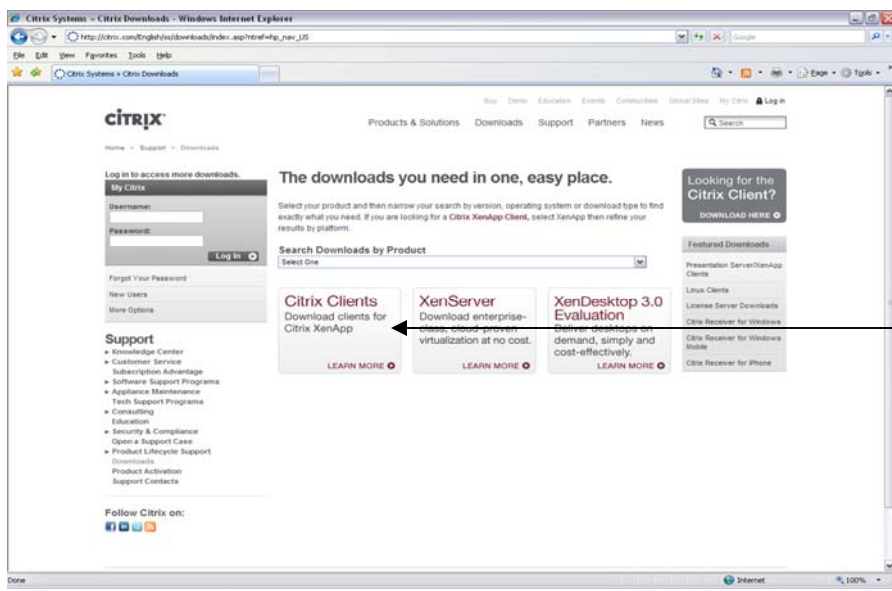 Citrix Systems » Citrix Downloads - Windows Internet Explorer
http://citrix.com/English/ss/downloads/index.asp?ntref=hp_nav_US
Google
File Edit View Favorites Tools Help
Citrix Systems » Citrix Downloads
Page Tools
Buy Demo Education Events Communities Global Sites My Citrix Log in
CITRIX
Products & Solutions Downloads Support Partners News
Search
Home > Support > Downloads
Log in to access more downloads.
My Citrix
Username:
Password:
Log In
Forgot Your Password
New Users
More Options
Support
Knowledge Center
Customer Service
Subscription Advantage
Software Support Programs
Appliance Maintenance
Tech Support Programs
Consulting
Education
Security & Compliance
Open a Support Case
Product Lifecycle Support
Downloads
Product Activation
Support Contacts
Follow Citrix on:
The downloads you need in one, easy place.
Select your product and then narrow your search by version, operating system or download type to find
exactly what you need. If you are looking for a Citrix XenApp Client, select XenApp then refine your
results by platform.
Search Downloads by Product
Select One
Citrix Clients
Download clients for
Citrix XenApp
LEARN MORE
XenServer
Download enterprise-
class, cloud-proven
virtualization at no cost.
LEARN MORE
XenDesktop 3.0
Evaluation
Deliver desktops on
demand, simply and
cost-effectively.
LEARN MORE
Looking for the
Citrix Client?
DOWNLOAD HERE
Featured Downloads
Presentation Server/XenApp
Clients
Linux Clients
License Server Downloads
Citrix Receiver for Windows
Citrix Receiver for Windows
Mobile
Citrix Receiver for iPhone
Done
Internet
100%